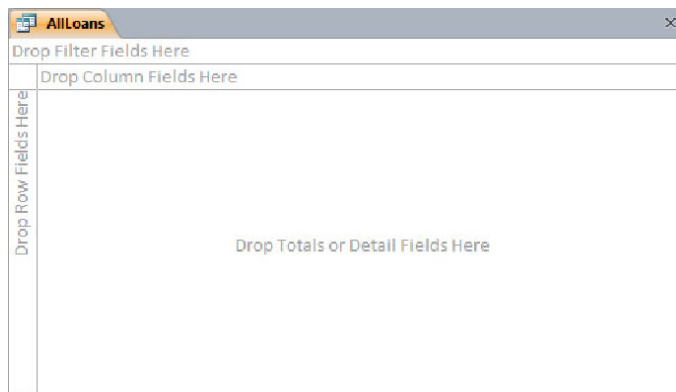 AllLoans
Drop Filter Fields Here
Drop Column Fields Here
Drop Row Fields Here
Drop Totals or Detail Fields Here